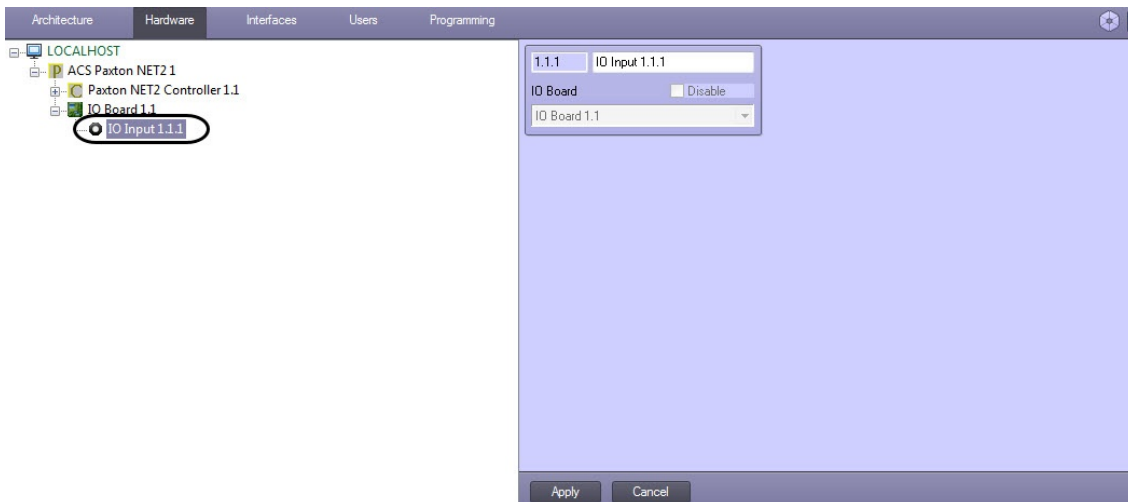 Architecture Hardware Interfaces Users Programming
LOCALHOST
P ACS Paxton NET2 1
C Paxton NET2 Controller 1.1
IO Board 1.1
IO Input 1.1.1
1.1.1 IO Input 1.1.1
IO Board Disable
IO Board 1.1
Apply Cancel